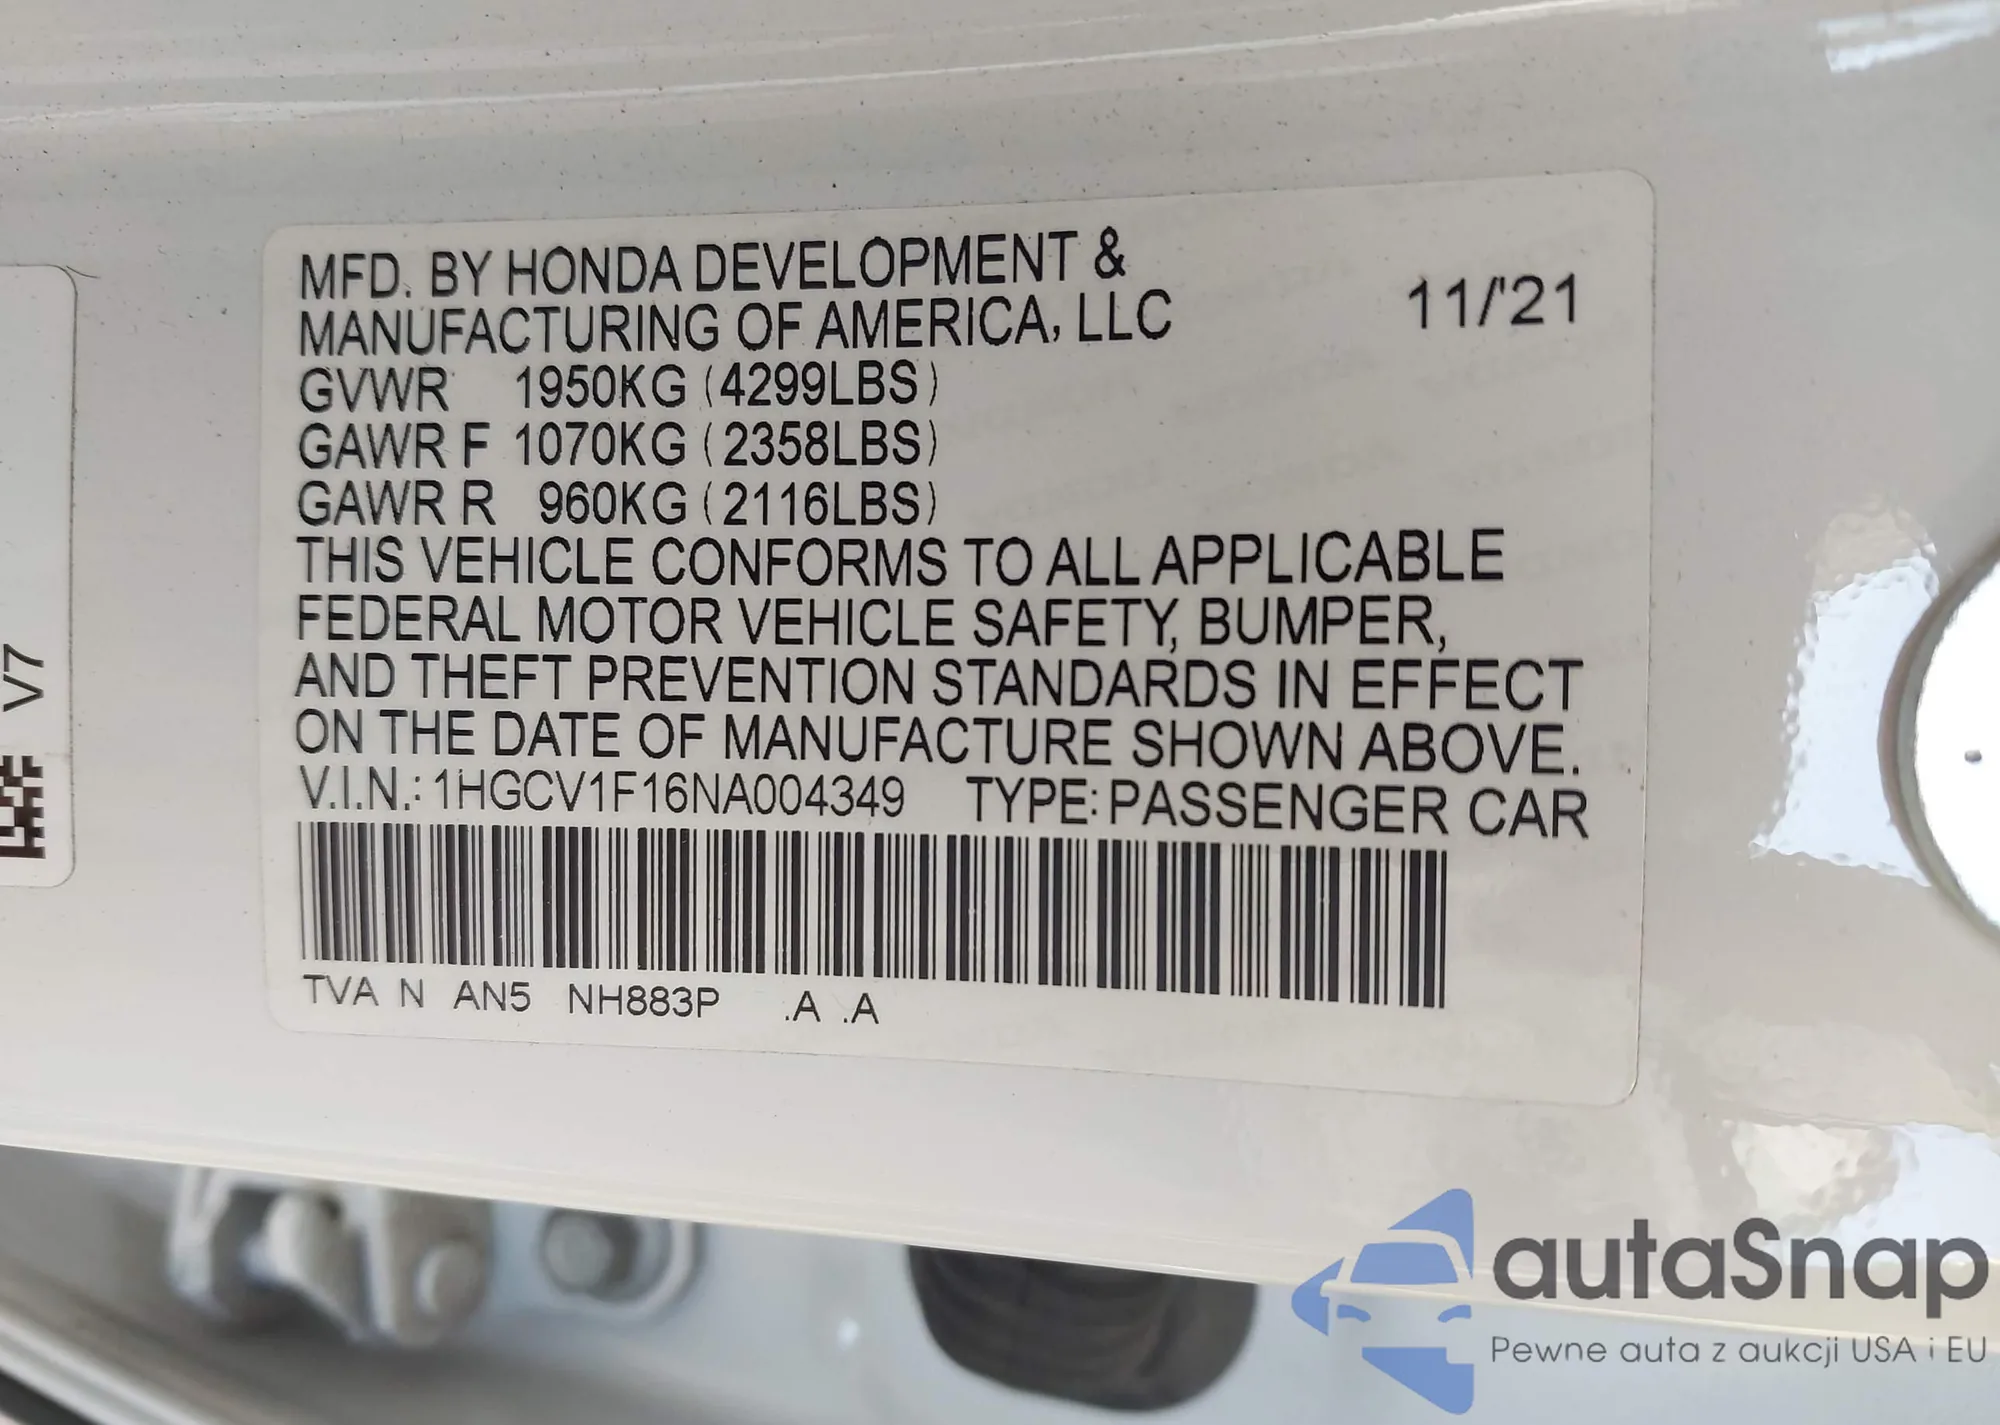 MFD. BY HONDA DEVELOPMENT &
MANUFACTURING OF AMERICA, LLC
11/'21
GVWR 1950KG (4299LBS)
GAWR F 1070KG (2358LBS)
GAWR R 960KG (2116LBS)
THIS VEHICLE CONFORMS TO ALL APPLICABLE
FEDERAL MOTOR VEHICLE SAFETY, BUMPER,
AND THEFT PREVENTION STANDARDS IN EFFECT
ON THE DATE OF MANUFACTURE SHOWN ABOVE.
V.I.N.: 1HGCV1F16NA004349 TYPE: PASSENGER CAR
TVA N AN5 NH883P .A .A
V7
autaSnap
Pewne auta z aukcji USA i EU